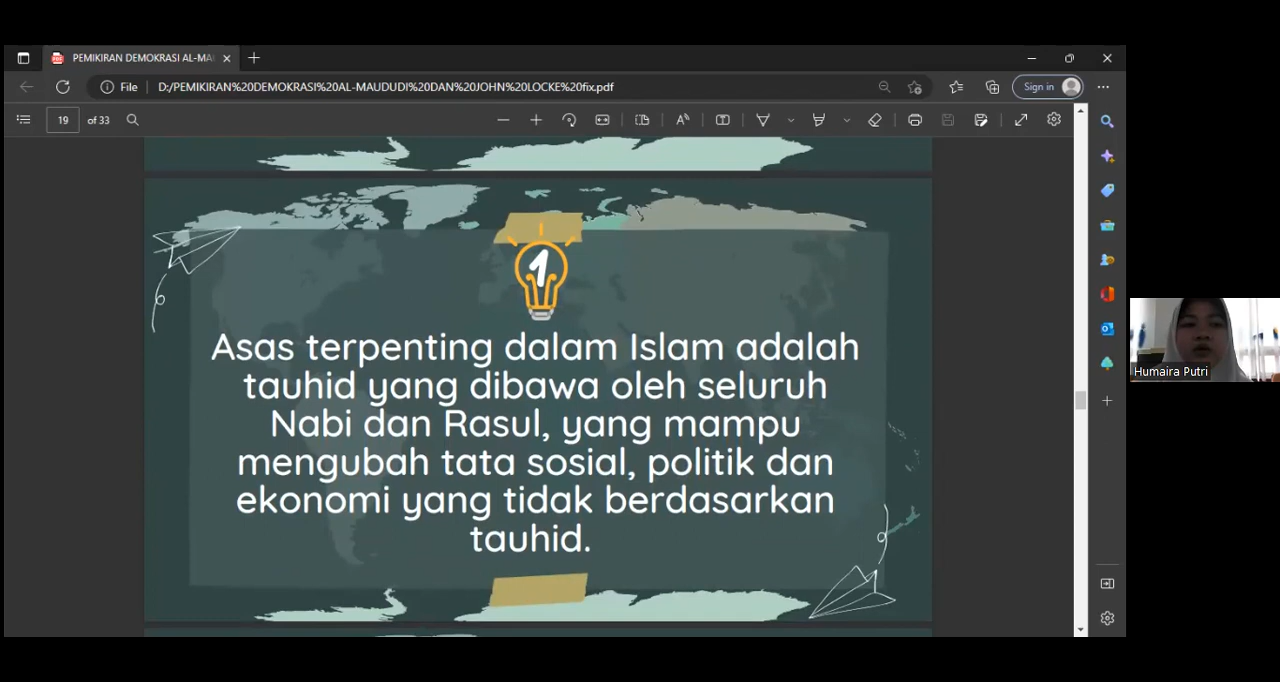 PEMIKIRAN DEMOKRASI AL-MA
File
D:/PEMIKIRAN%20DEMOKRASI%20AL-MAUDUDI%20DAN%20JOHN%20LOCKE%20fix.pdf
Sign in
19 of 33
1
Asas terpenting dalam Islam adalah
tauhid yang dibawa oleh seluruh
Nabi dan Rasul, yang mampu
mengubah tata sosial, politik dan
ekonomi yang tidak berdasarkan
tauhid.
Humaira Putri